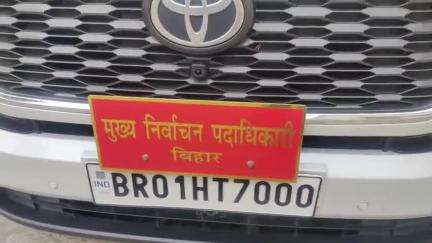 मुख्य निर्वाचन पदाधिकारी
बिहार
IND
BR01HT7000